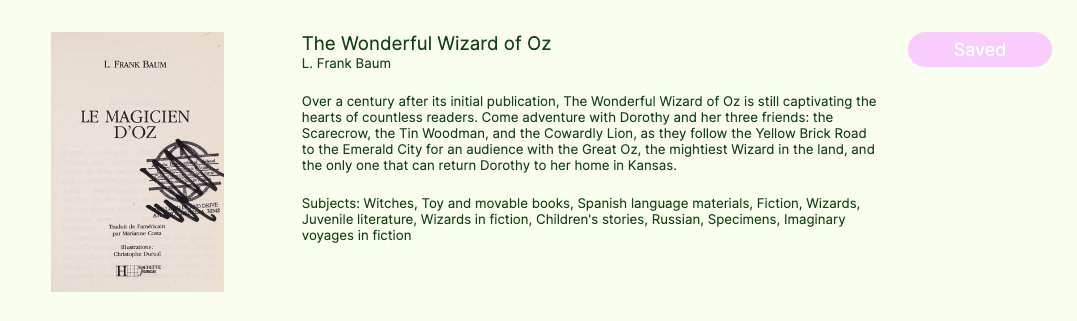 L. FRANK BAUM
LE MAGICIEN
D'OZ
Traduit de l'américain
par Marianne Costa
Illustrations:
Christophe Durual
H HACHETTE
Jeunesse
The Wonderful Wizard of Oz
L. Frank Baum
Over a century after its initial publication, The Wonderful Wizard of Oz is still captivating the
hearts of countless readers. Come adventure with Dorothy and her three friends: the
Scarecrow, the Tin Woodman, and the Cowardly Lion, as they follow the Yellow Brick Road
to the Emerald City for an audience with the Great Oz, the mightiest Wizard in the land, and
the only one that can return Dorothy to her home in Kansas.
Subjects: Witches, Toy and movable books, Spanish language materials, Fiction, Wizards,
Juvenile literature, Wizards in fiction, Children's stories, Russian, Specimens, Imaginary
voyages in fiction
Saved